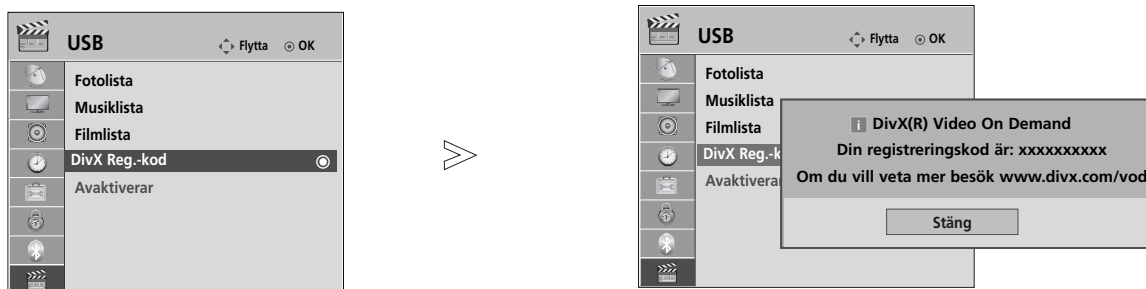 USB
Flytta
OK
Fotolista
Musiklista
Filmlista
DivX Reg.-kod
Avaktiverar
USB
Flytta
OK
Fotolista
Musiklista
Filmlista
DivX Reg.-k
Avaktiverar
i DivX(R) Video On Demand
Din registreringskod är: xxxxxxxxxx
Om du vill veta mer besök www.divx.com/vod
Stäng